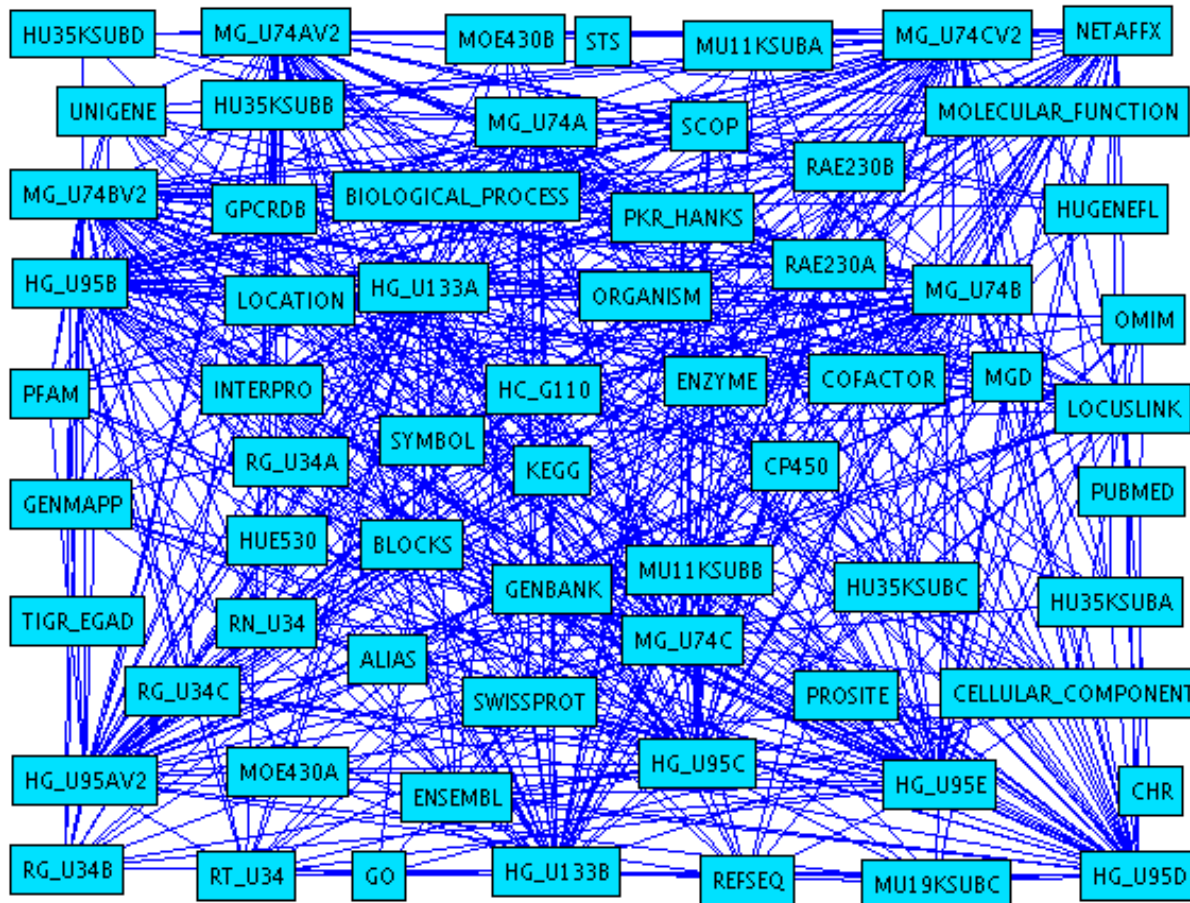 HU35KSUBD
MG_U74AV2
MOE430B
STS
MU11KSUBA
MG_U74CV2
NETAFFX
UNIGENE
HU35KSUBB
MG_U74A
SCOP
MOLECULAR_FUNCTION
RAE230B
MG_U74BV2
GPCRDB
BIOLOGICAL_PROCESS
PKR_HANKS
HUGENEFL
HG_U95B
LOCATION
HG_U133A
ORGANISM
RAE230A
MG_U74B
OMIM
PFAM
INTERPRO
HC_G110
ENZYME
COFACTOR
MGD
LOCUSLINK
SYMBOL
RG_U34A
KEGG
CP450
PUBMED
GENMAPP
HUE530
BLOCKS
GENBANK
MU11KSUBB
HU35KSUBC
HU35KSUBA
TIGR_EGAD
RN_U34
ALIAS
MG_U74C
RG_U34C
SWISSPROT
PROSITE
CELLULAR_COMPONENT
HG_U95AV2
MOE430A
ENSEMBL
HG_U95C
HG_U95E
CHR
RG_U34B
RT_U34
GO
HG_U133B
REFSEQ
MU19KSUBC
HG_U95D